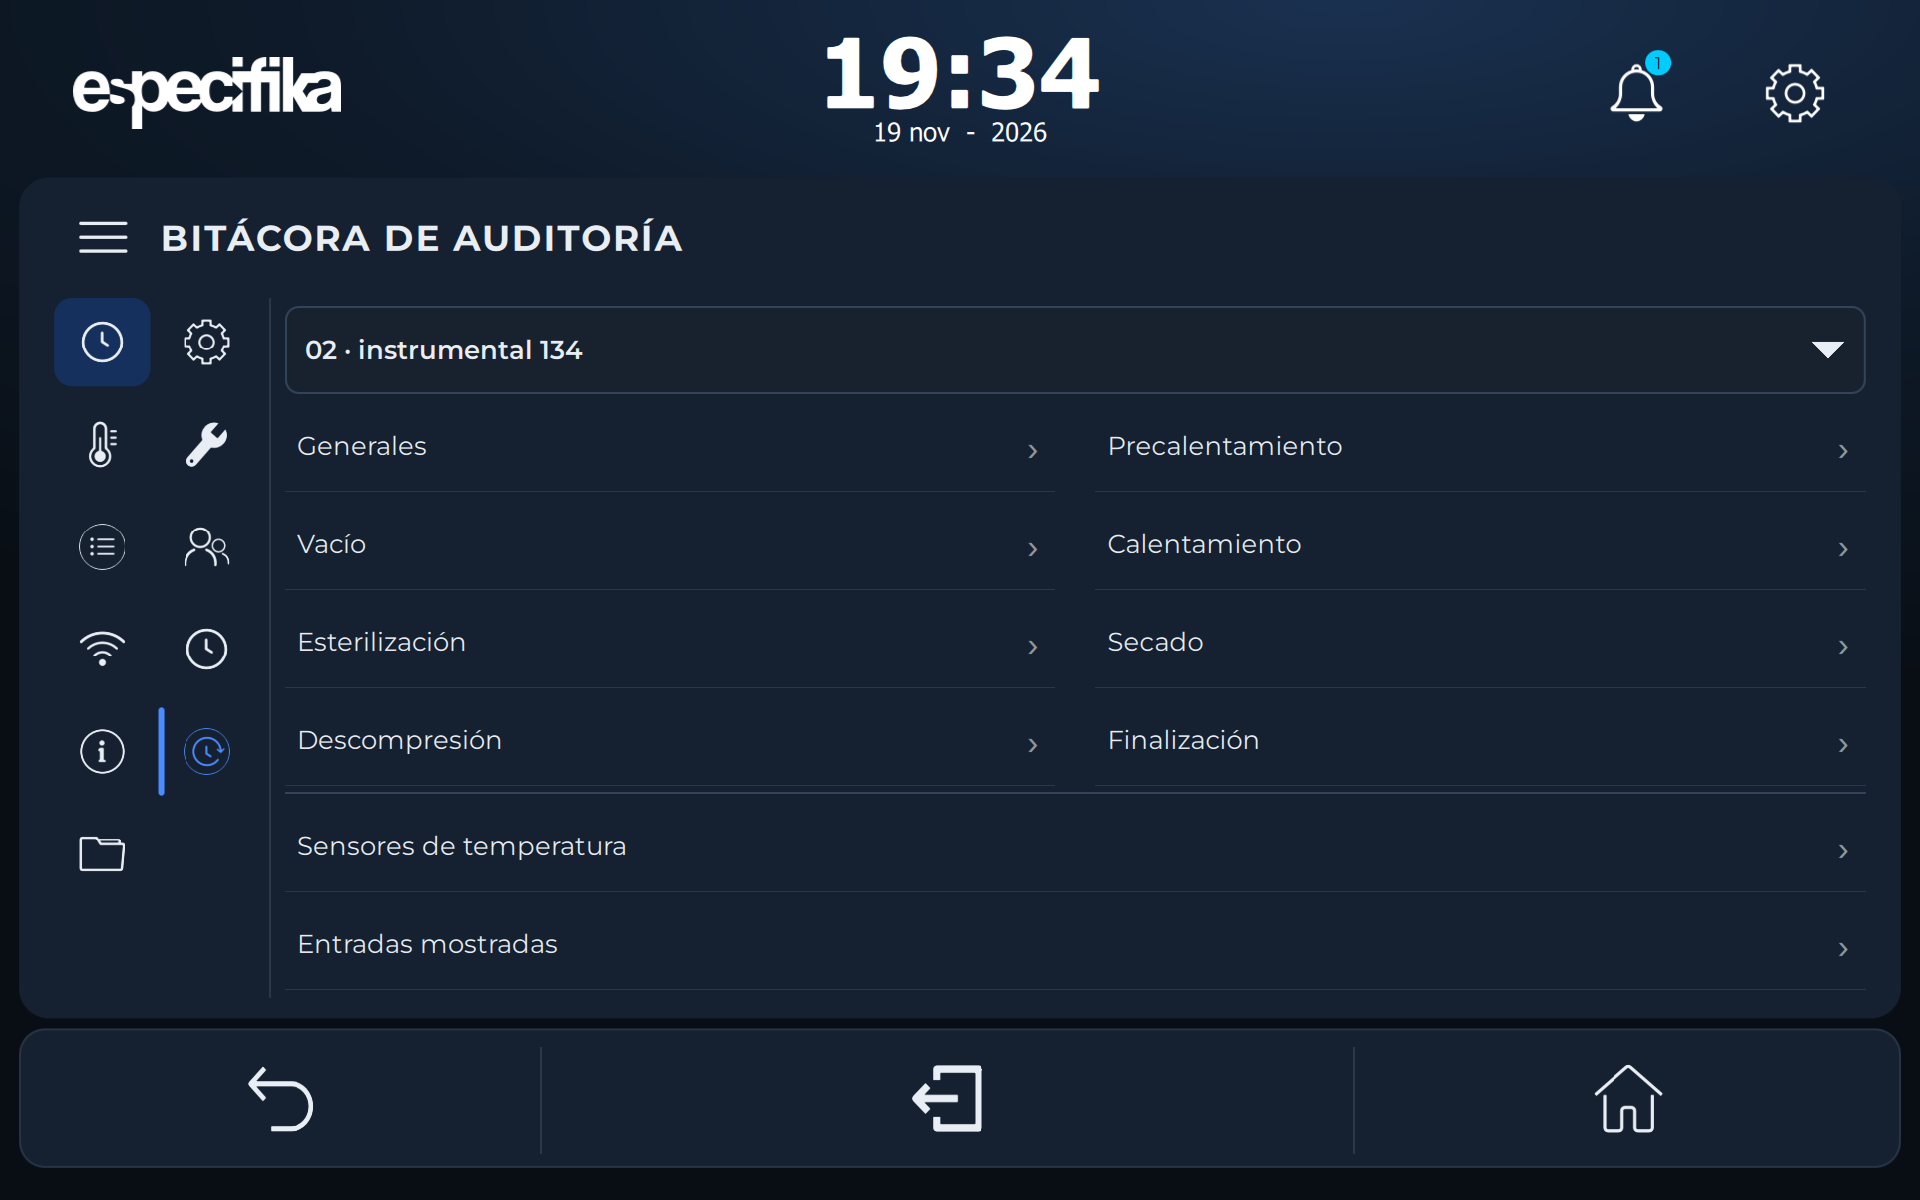 especifika
19:34
19 nov - 2026
1
BITÁCORA DE AUDITORÍA
02 · instrumental 134
Generales
Precalentamiento
Vacío
Calentamiento
Esterilización
Secado
Descompresión
Finalización
Sensores de temperatura
Entradas mostradas